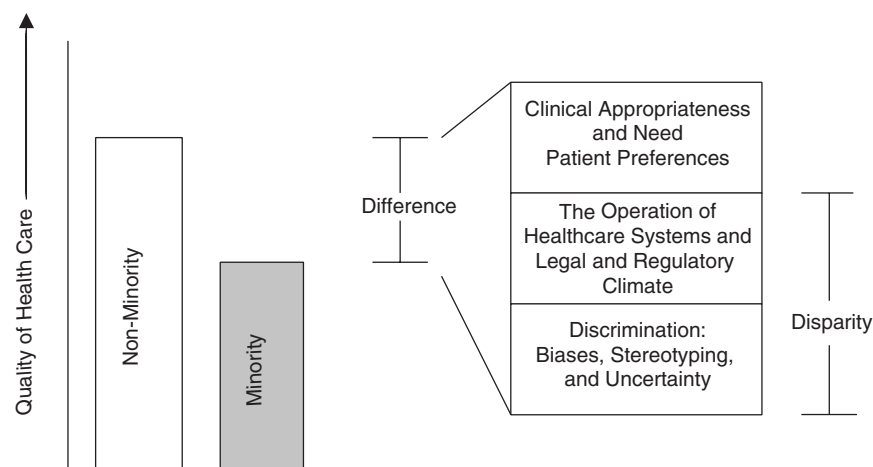 Quality of Health Care
Non-Minority
Minority
Difference
Clinical Appropriateness
and Need
Patient Preferences
The Operation of
Healthcare Systems and
Legal and Regulatory
Climate
Discrimination:
Biases, Stereotyping,
and Uncertainty
Disparity